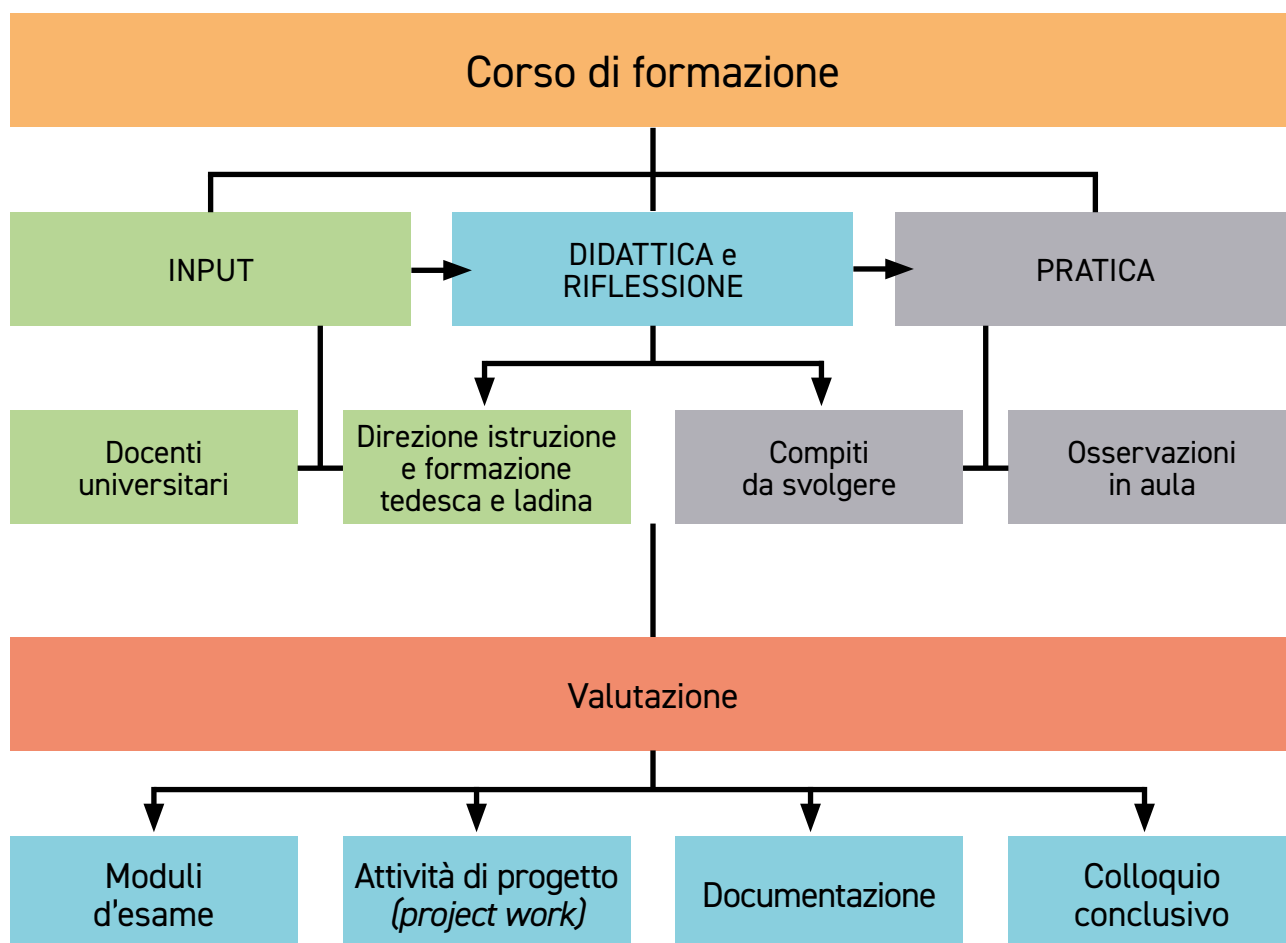 Corso di formazione
INPUT
DIDATTICA e
RIFLESSIONE
PRATICA
Docenti
universitari
Direzione istruzione
e formazione
tedesca e ladina
Compiti
da svolgere
Osservazioni
in aula
Valutazione
Moduli
d'esame
Attività di progetto
(project work)
Documentazione
Colloquio
conclusivo